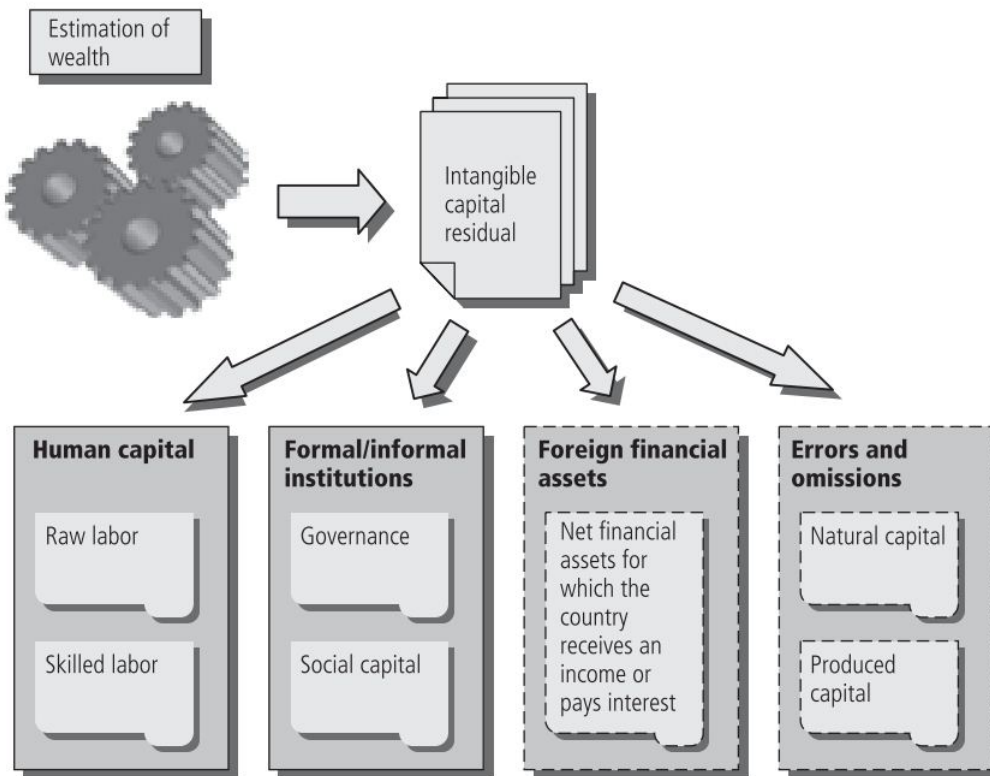 Estimation of
wealth
Intangible
capital
residual
Human capital
Raw labor
Skilled labor
Formal/informal
institutions
Governance
Social capital
Foreign financial
assets
Net financial
assets for
which the
country
receives an
income or
pays interest
Errors and
omissions
Natural capital
Produced
capital